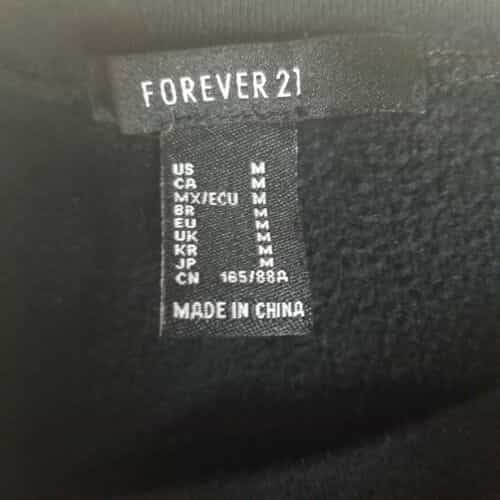 FOREVER 21
US M
CA M
MX/ECU M
BR M
EU M
UK M
KR M
JP M
CN 165/88A
MADE IN CHINA